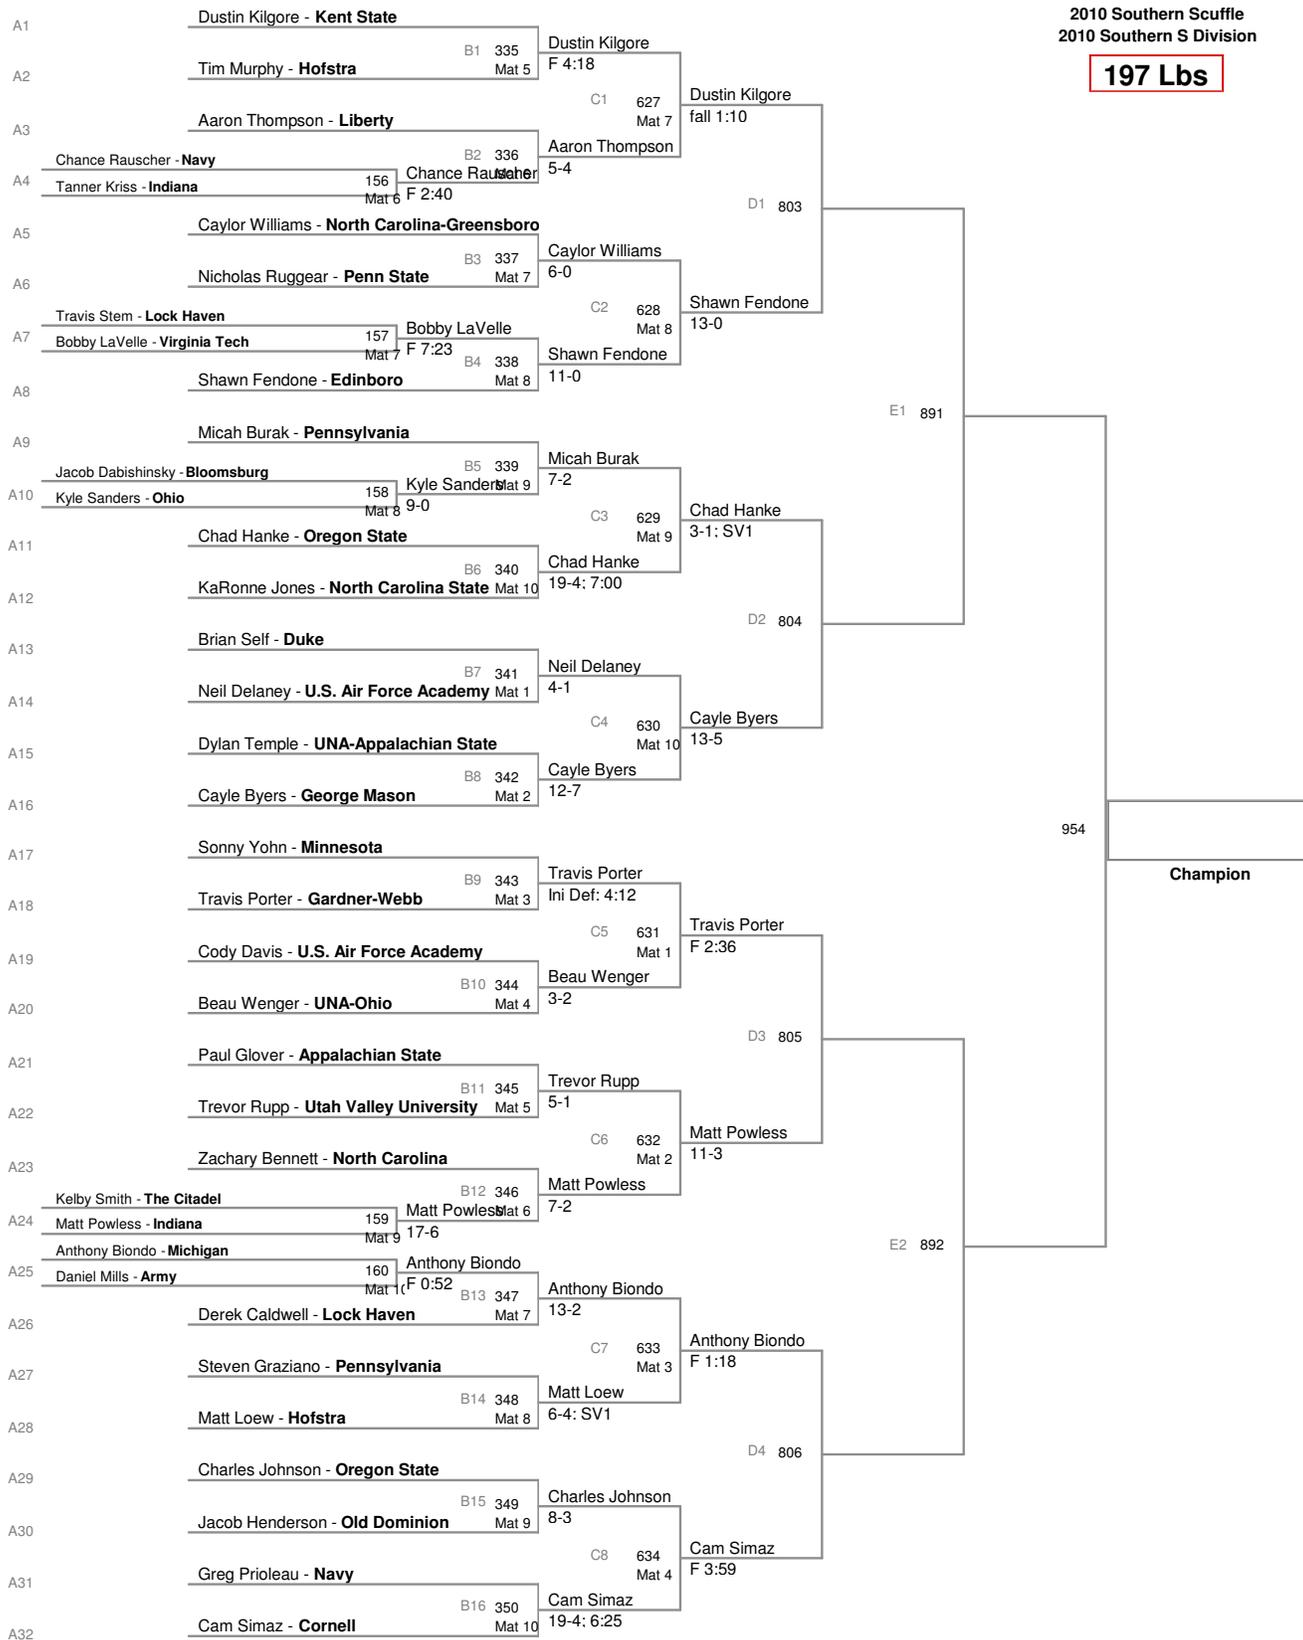 2010 Southern Scuffle
2010 Southern S Division
197 Lbs
A1
Dustin Kilgore - Kent State
B1 335
Mat 5
Dustin Kilgore
F 4:18
A2
Tim Murphy - Hofstra
C1 627
Mat 7
Dustin Kilgore
fall 1:10
A3
Aaron Thompson - Liberty
B2 336
Mat 6
Aaron Thompson
5-4
Chance Rauscher - Navy
A4
Tanner Kriss - Indiana
156
Mat 6
Chance Rauscher
F 2:40
D1 803
A5
Caylor Williams - North Carolina-Greensboro
B3 337
Mat 7
Caylor Williams
6-0
A6
Nicholas Ruggear - Penn State
C2 628
Mat 8
Shawn Fendone
13-0
Travis Stem - Lock Haven
A7
Bobby LaVelle - Virginia Tech
157
Mat 7
Bobby LaVelle
F 7:23
B4 338
Mat 8
Shawn Fendone
11-0
A8
Shawn Fendone - Edinboro
E1 891
A9
Micah Burak - Pennsylvania
B5 339
Mat 9
Micah Burak
7-2
Jacob Dabishinsky - Bloomsburg
A10
Kyle Sanders - Ohio
158
Mat 8
Kyle Sanders
9-0
C3 629
Mat 9
Chad Hanke
3-1; SV1
A11
Chad Hanke - Oregon State
B6 340
Mat 10
Chad Hanke
19-4; 7:00
A12
KaRonne Jones - North Carolina State
D2 804
A13
Brian Self - Duke
B7 341
Mat 1
Neil Delaney
4-1
A14
Neil Delaney - U.S. Air Force Academy
C4 630
Mat 10
Cayle Byers
13-5
A15
Dylan Temple - UNA-Appalachian State
B8 342
Mat 2
Cayle Byers
12-7
A16
Cayle Byers - George Mason
954
Champion
A17
Sonny Yohn - Minnesota
B9 343
Mat 3
Travis Porter
Inj Def: 4:12
A18
Travis Porter - Gardner-Webb
C5 631
Mat 1
Travis Porter
F 2:36
A19
Cody Davis - U.S. Air Force Academy
B10 344
Mat 4
Beau Wenger
3-2
A20
Beau Wenger - UNA-Ohio
D3 805
A21
Paul Glover - Appalachian State
B11 345
Mat 5
Trevor Rupp
5-1
A22
Trevor Rupp - Utah Valley University
C6 632
Mat 2
Matt Powless
11-3
A23
Zachary Bennett - North Carolina
B12 346
Mat 6
Matt Powless
7-2
Kelby Smith - The Citadel
A24
Matt Powless - Indiana
159
Mat 9
Matt Powless
17-6
E2 892
Anthony Biondo - Michigan
A25
Daniel Mills - Army
160
Mat 10
Anthony Biondo
F 0:52
B13 347
Mat 7
Anthony Biondo
13-2
A26
Derek Caldwell - Lock Haven
C7 633
Mat 3
Anthony Biondo
F 1:18
A27
Steven Graziano - Pennsylvania
B14 348
Mat 8
Matt Loew
6-4; SV1
A28
Matt Loew - Hofstra
D4 806
A29
Charles Johnson - Oregon State
B15 349
Mat 9
Charles Johnson
8-3
A30
Jacob Henderson - Old Dominion
C8 634
Mat 4
Cam Simaz
F 3:59
A31
Greg Prioleau - Navy
B16 350
Mat 10
Cam Simaz
19-4; 6:25
A32
Cam Simaz - Cornell